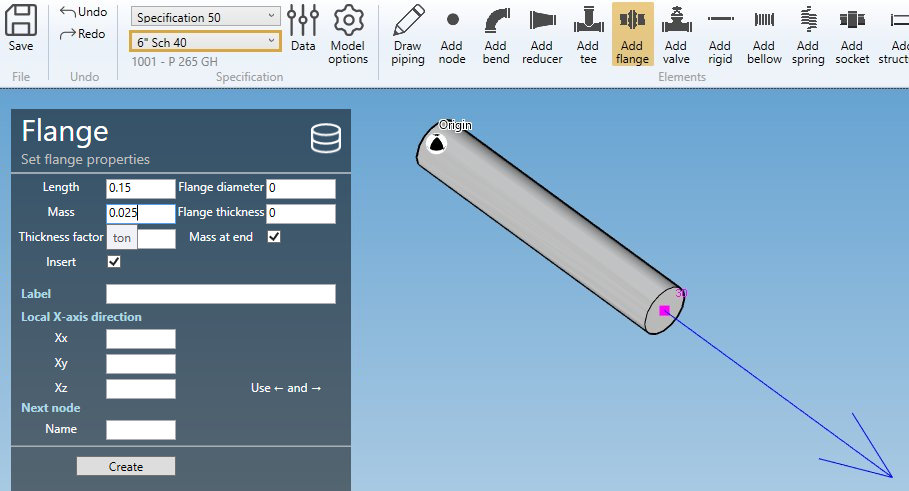 Undo
Redo
Save
Specification 50
6" Sch 40
1001 - P 265 GH
Data
Model options
Draw piping
Add node
Add bend
Add reducer
Add tee
Add flange
Add valve
Add rigid
Add bellow
Add spring
Add socket
Add struct
File
Undo
Specification
Elements
Flange
Set flange properties
Length 0.15 Flange diameter 0
Mass 0.025 Flange thickness 0
Thickness factor ton Mass at end
Insert
Label
Local X-axis direction
Xx
Xy
Xz Use ← and →
Next node
Name
Create
Origin
30